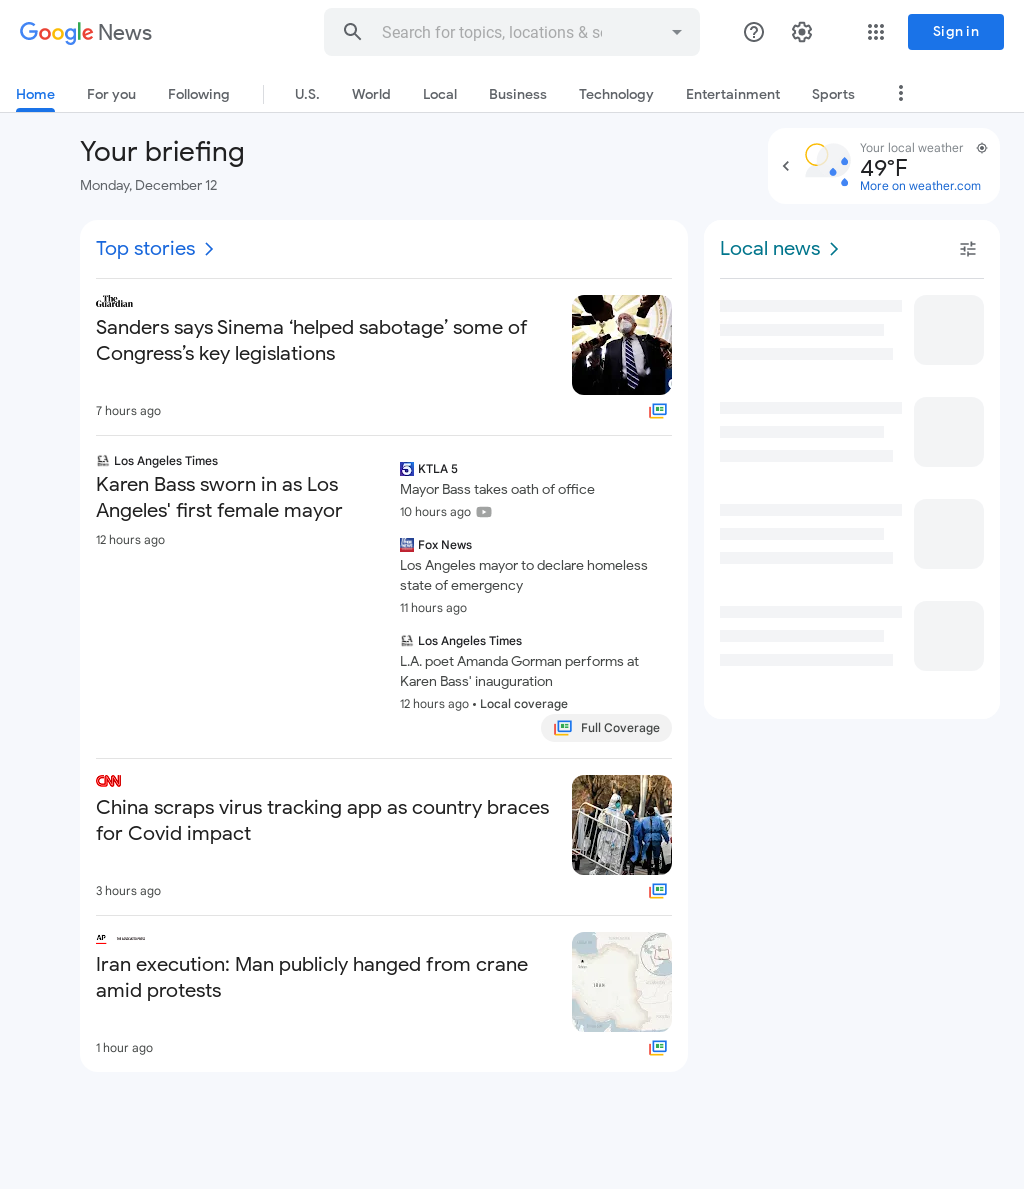 Google News
Search for topics, locations & so
Sign in
Home
For you
Following
U.S.
World
Local
Business
Technology
Entertainment
Sports
Your briefing
Monday, December 12
Your local weather
49°F
More on weather.com
Top stories
Local news
The
Guardian
Sanders says Sinema ‘helped sabotage’ some of
Congress’s key legislations
7 hours ago
Los Angeles Times
Karen Bass sworn in as Los
Angeles' first female mayor
12 hours ago
5 KTLA 5
Mayor Bass takes oath of office
10 hours ago
Fox News
Los Angeles mayor to declare homeless
state of emergency
11 hours ago
Los Angeles Times
L.A. poet Amanda Gorman performs at
Karen Bass' inauguration
12 hours ago • Local coverage
Full Coverage
CNN
China scraps virus tracking app as country braces
for Covid impact
3 hours ago
AP
Iran execution: Man publicly hanged from crane
amid protests
IRAN
1 hour ago